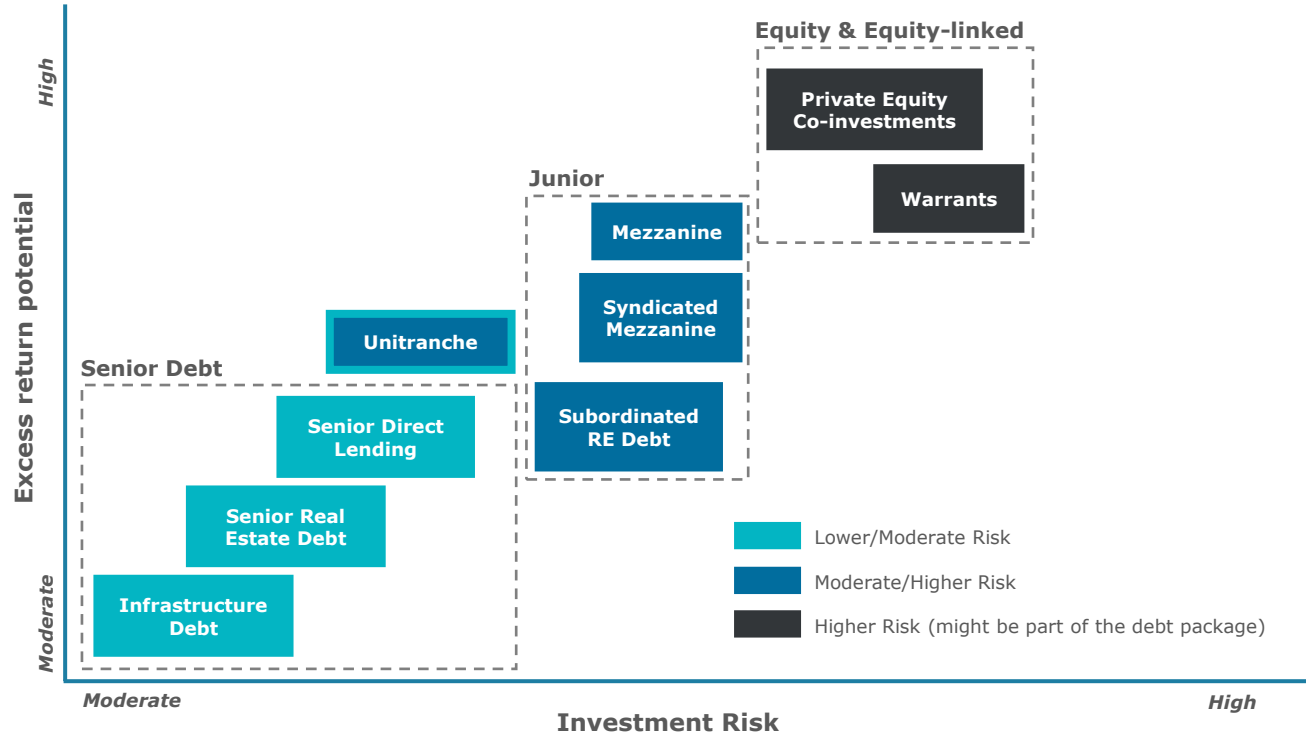 Equity & Equity-linked
High
Private Equity
Co-investments
Junior
Warrants
Mezzanine
Excess return potential
Syndicated
Mezzanine
Unitranche
Senior Debt
Subordinated
RE Debt
Senior Direct
Lending
Senior Real
Estate Debt
Lower/Moderate Risk
Moderate/Higher Risk
Infrastructure
Debt
Higher Risk (might be part of the debt package)
Moderate
Moderate
High
Investment Risk